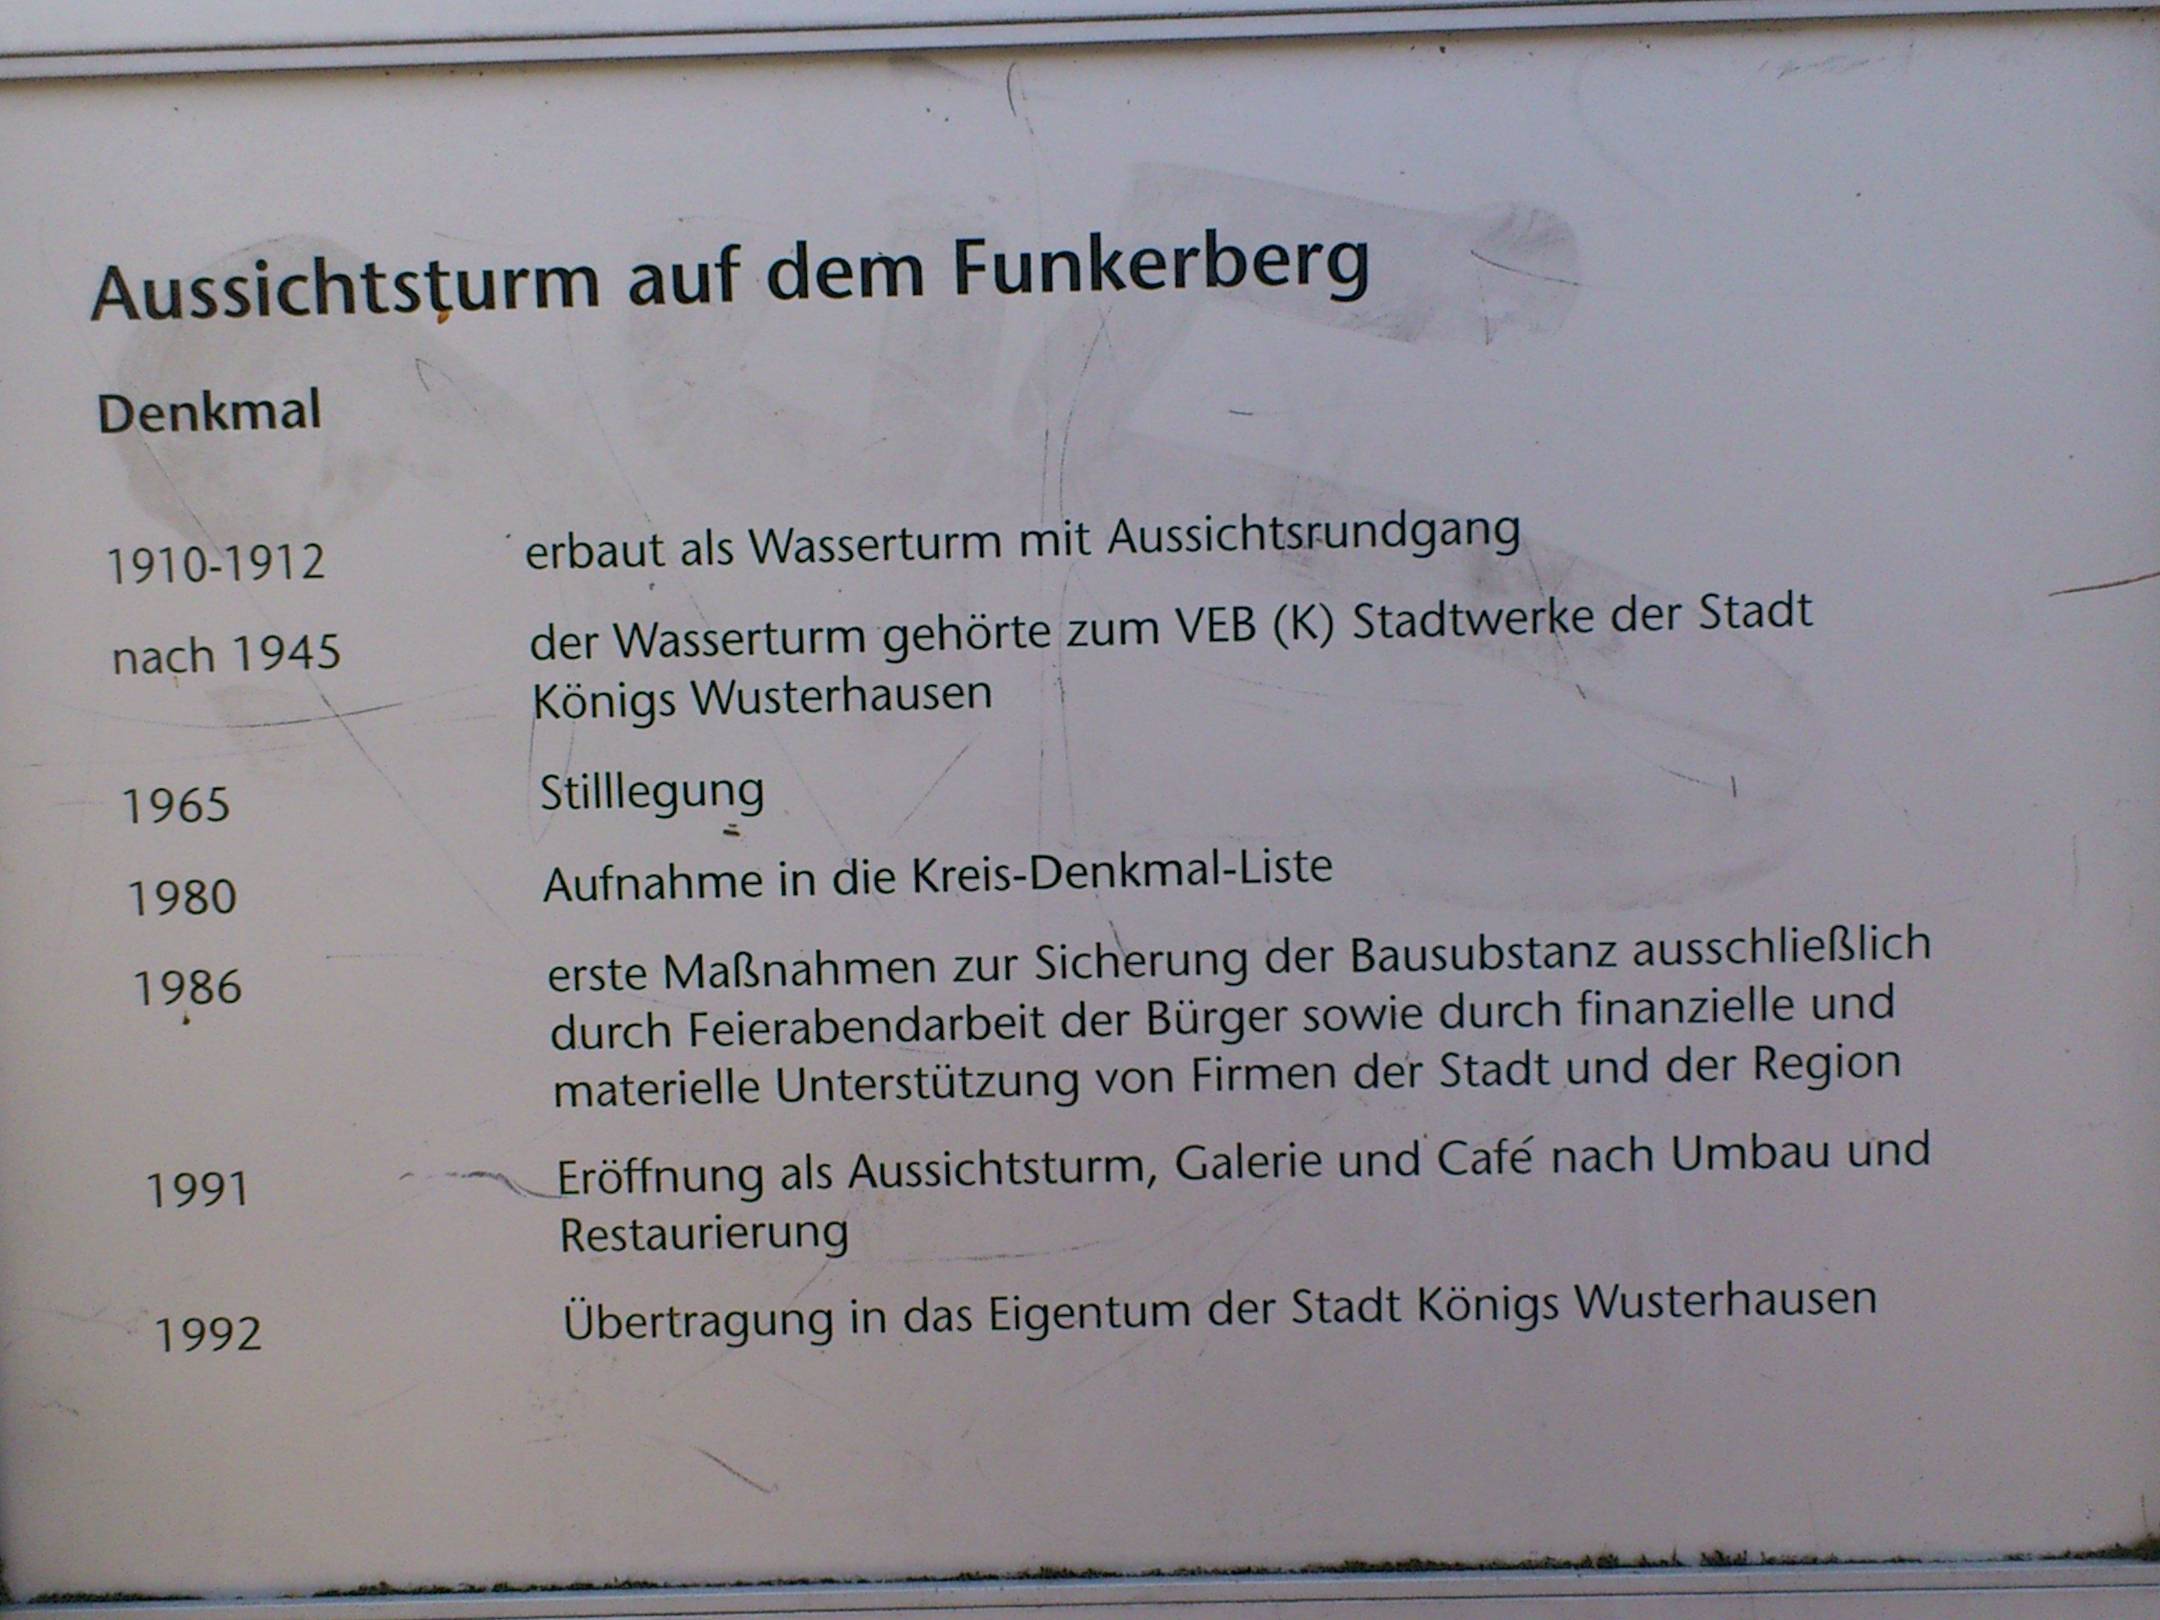 Aussichtsturm auf dem Funkerberg
Denkmal
1910-1912 erbaut als Wasserturm mit Aussichtsrundgang
nach 1945 der Wasserturm gehörte zum VEB (K) Stadtwerke der Stadt
Königs Wusterhausen
1965 Stilllegung
1980 Aufnahme in die Kreis-Denkmal-Liste
1986 erste Maßnahmen zur Sicherung der Bausubstanz ausschließlich
durch Feierabendarbeit der Bürger sowie durch finanzielle und
materielle Unterstützung von Firmen der Stadt und der Region
1991 Eröffnung als Aussichtsturm, Galerie und Café nach Umbau und
Restaurierung
1992 Übertragung in das Eigentum der Stadt Königs Wusterhausen